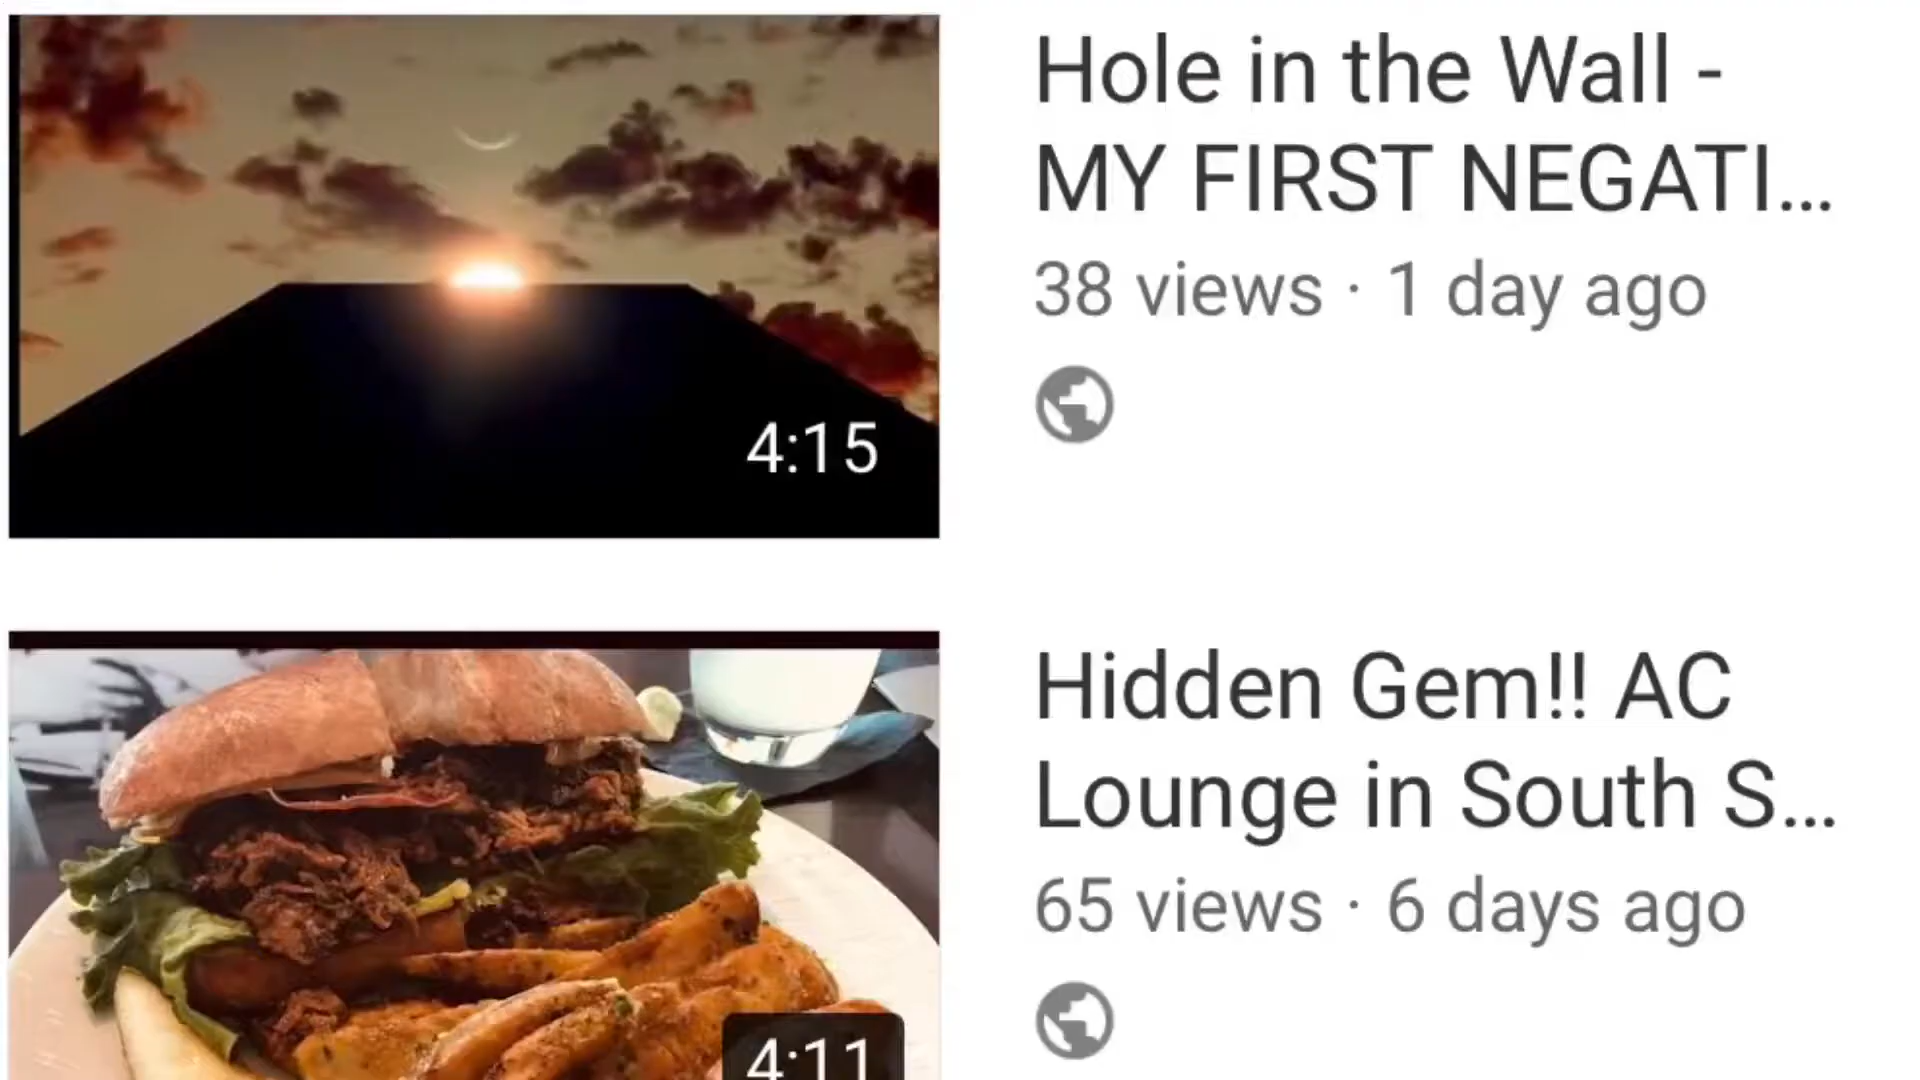 Hole in the Wall -
MY FIRST NEGATI...
38 views · 1 day ago
4:15
Hidden Gem!! AC
Lounge in South S...
65 views · 6 days ago
4:11